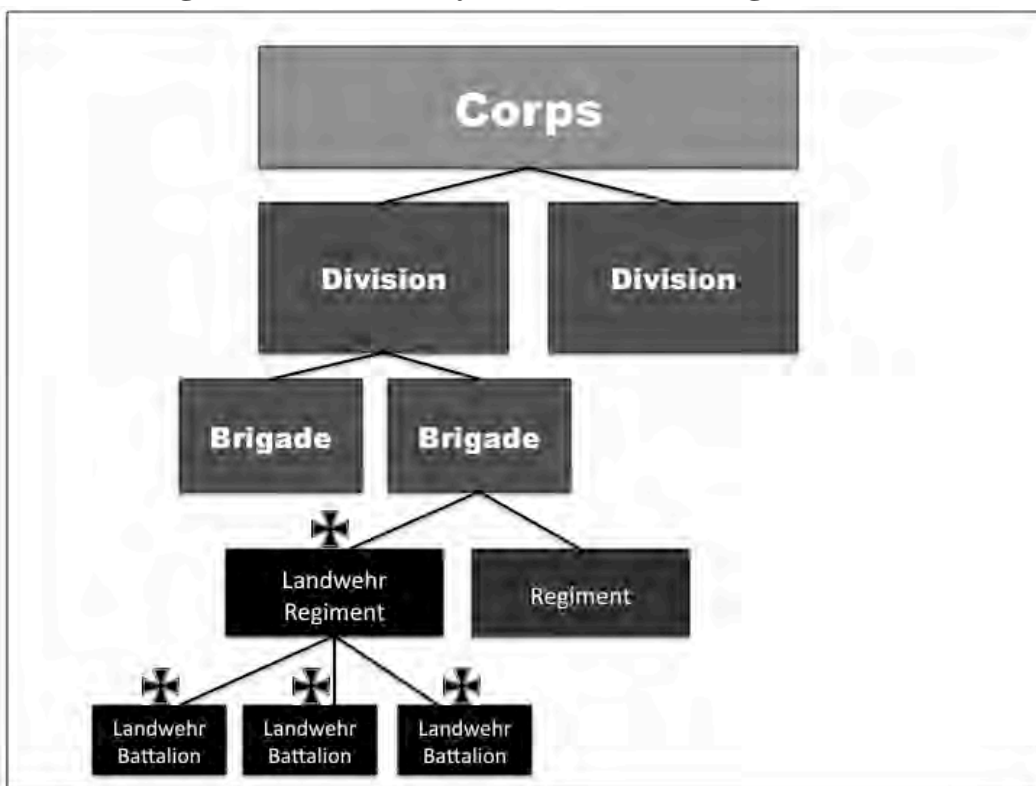 Corps
Division
Division
Brigade
Brigade
Landwehr
Regiment
Regiment
Landwehr
Battalion
Landwehr
Battalion
Landwehr
Battalion